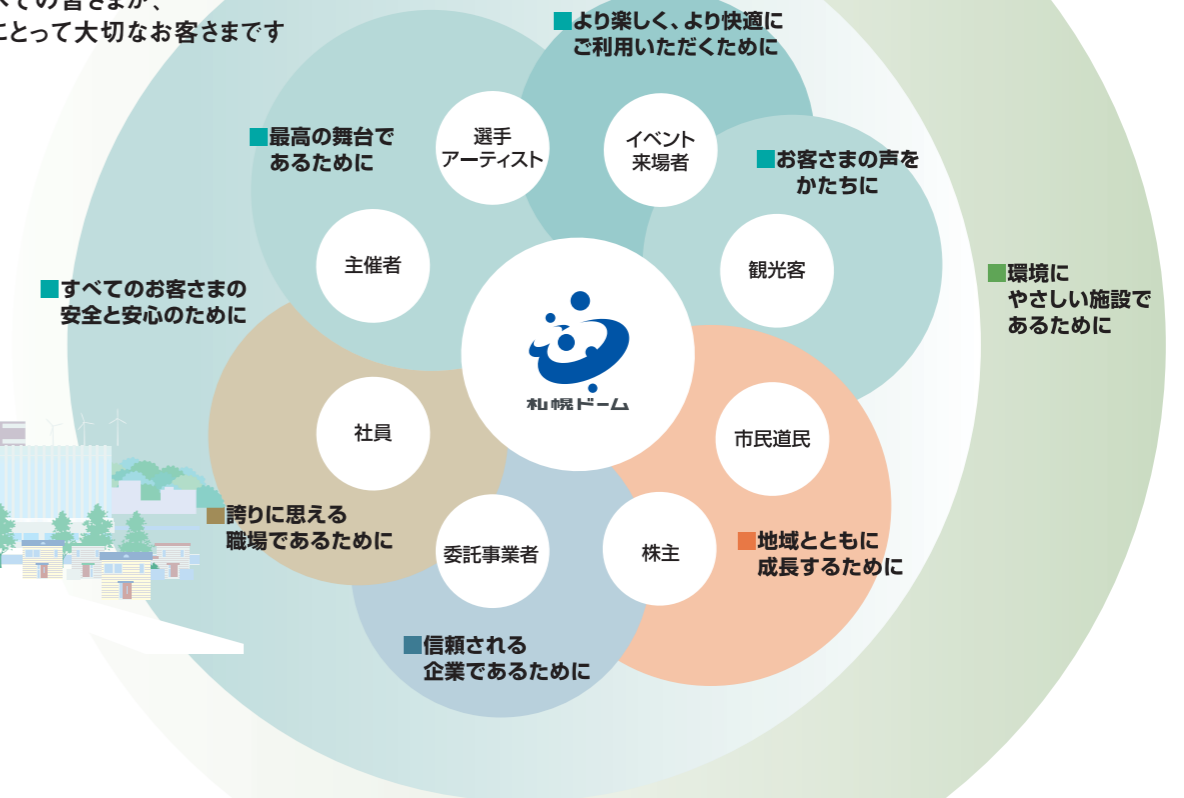 べての皆さまが、
にとって大切なお客さまです
■より楽しく、より快適に
ご利用いただくために
■最高の舞台で
あるために
選手
アーティスト
イベント
来場者
■お客さまの声を
かたちに
主催者
観光客
■すべてのお客さまの
安全と安心のために
■環境に
やさしい施設で
あるために
札幌ドーム
社員
市民道民
■誇りに思える
職場であるために
委託事業者
株主
■地域とともに
成長するために
■信頼される
企業であるために